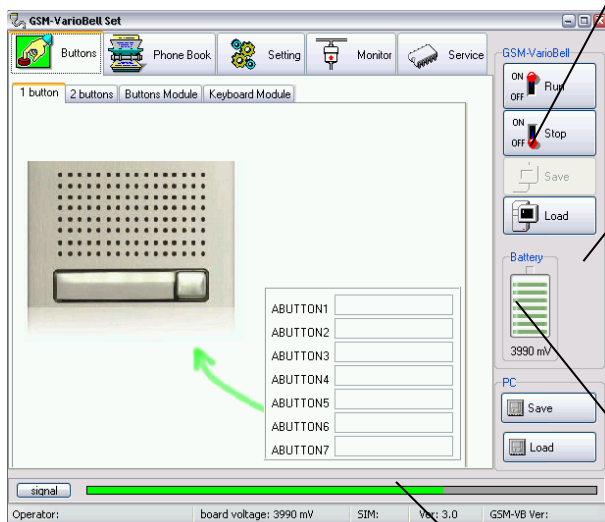 GSM-VarioBell Set
Buttons
Phone Book
Setting
Monitor
Service
1 button
2 buttons
Buttons Module
Keyboard Module
ABUTTON1
ABUTTON2
ABUTTON3
ABUTTON4
ABUTTON5
ABUTTON6
ABUTTON7
GSM-VarioBell
ON
OFF
Run
ON
OFF
Stop
Save
Load
Battery
3990 mV
PC
Save
Load
signal
Operator:
board voltage: 3990 mV
SIM:
Ver: 3.0
GSM-VB Ver: